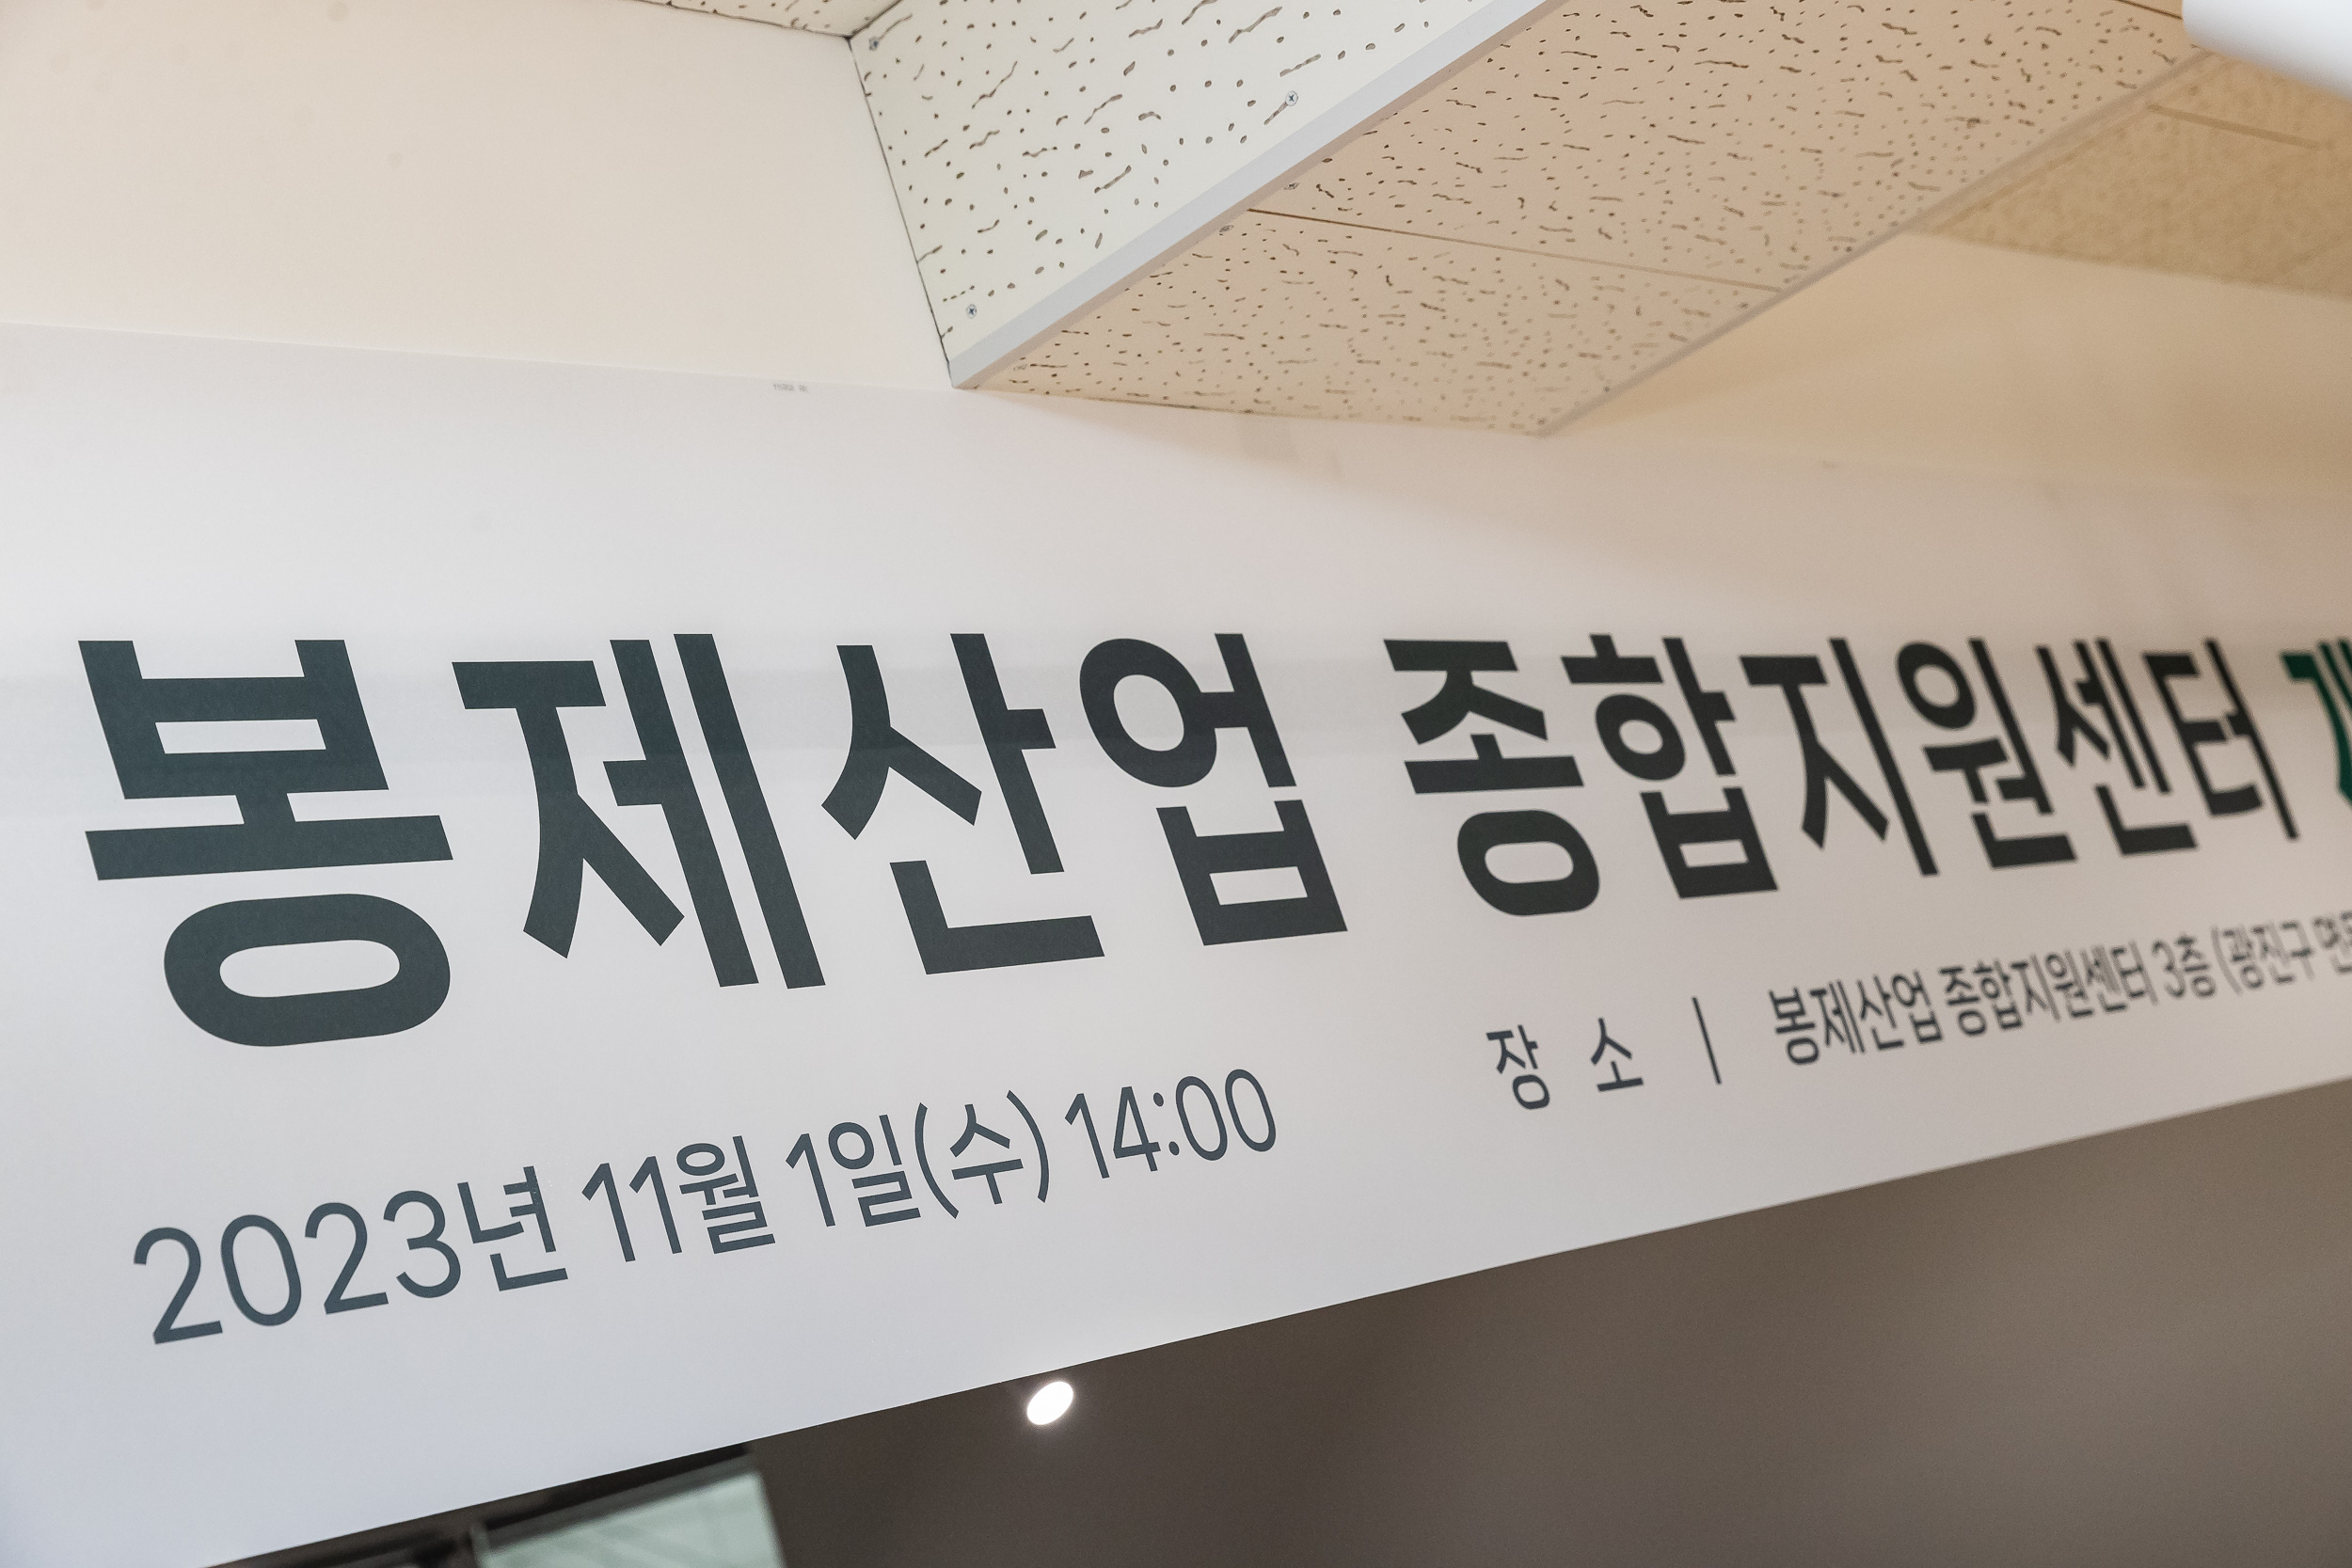 봉제산업 종합지원센터
2023년 11월 1일(수) 14:00
장 소 | 봉제산업 종합지원센터 3층 (광진구